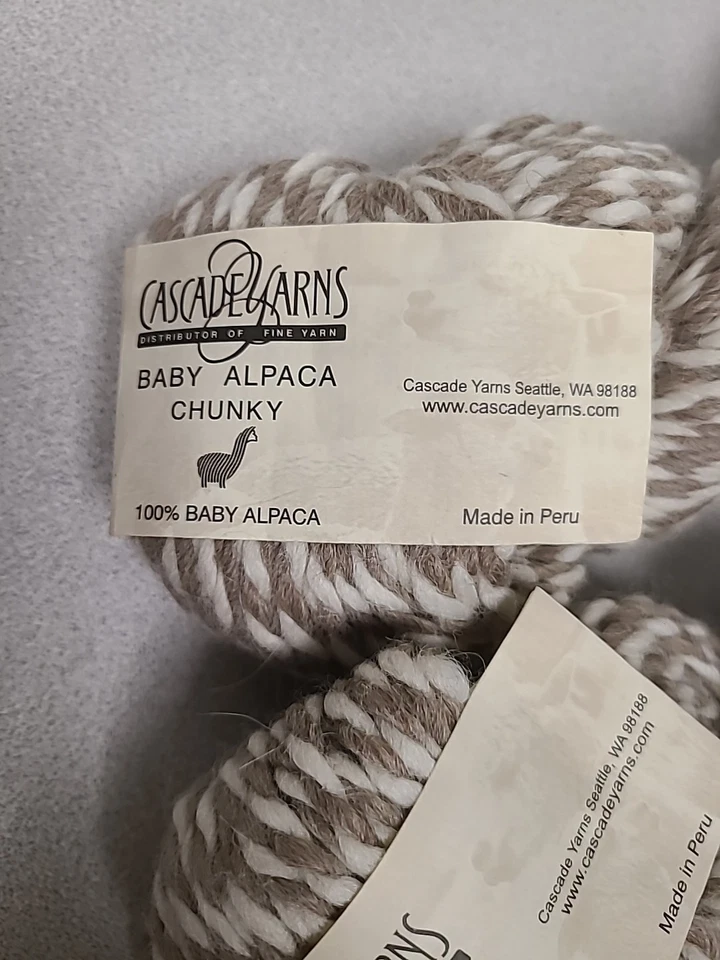 CASCADE YARNS
DISTRIBUTOR OF FINE YARN
BABY ALPACA
CHUNKY
100% BABY ALPACA
Cascade Yarns Seattle, WA 98188
www.cascadeyarns.com
Made in Peru
Cascade Yarns Seattle, WA 98188
www.cascadeyarns.com
Made in Peru
RNS